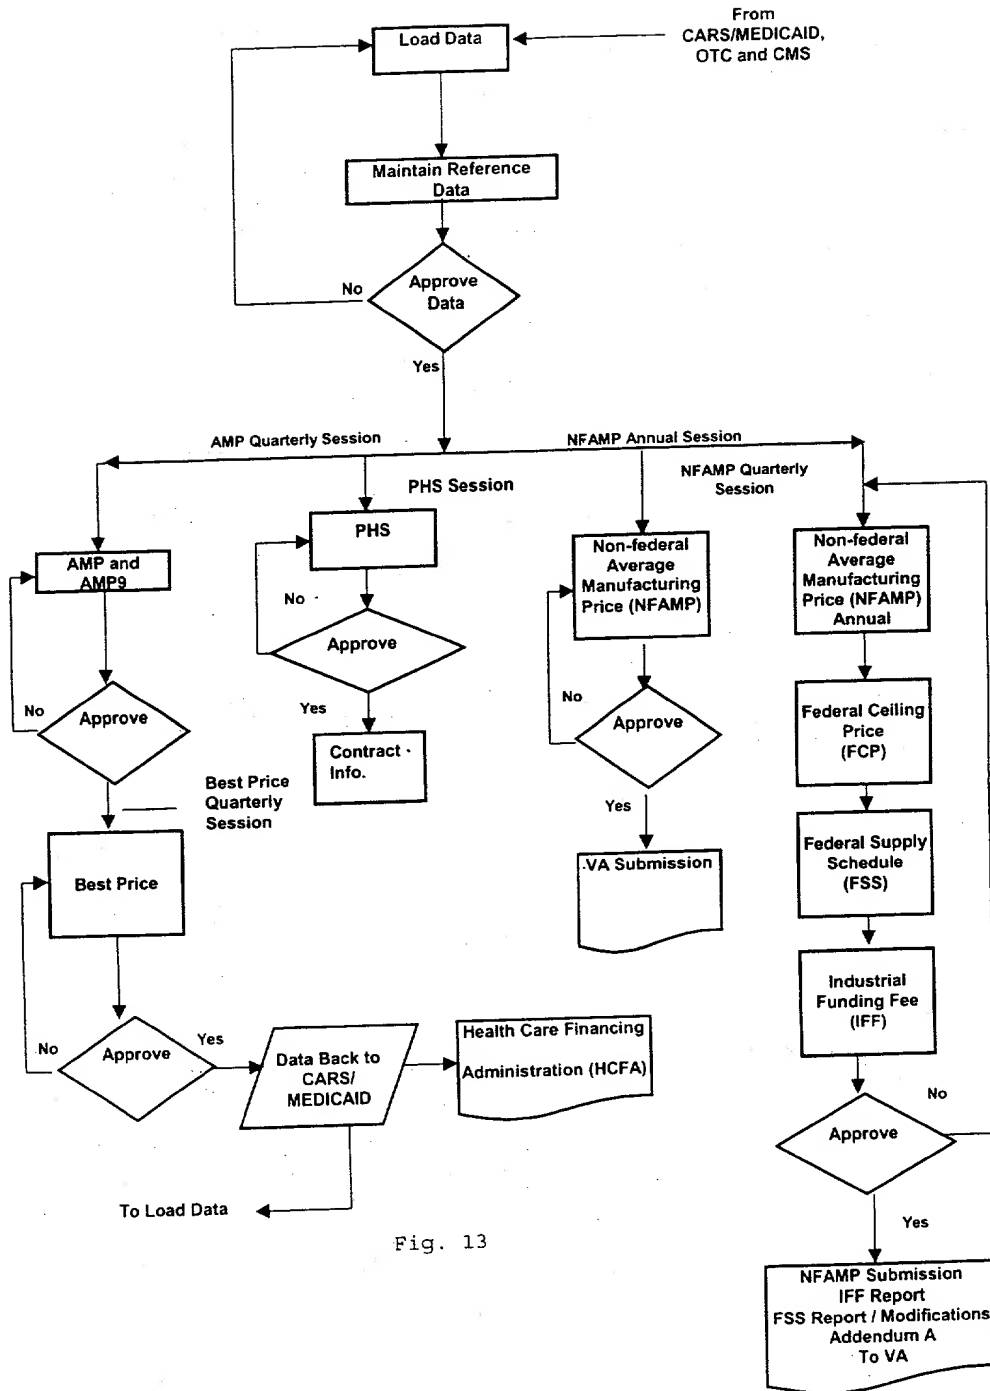 From
CARS/MEDICAID,
OTC and CMS
Load Data
Maintain Reference
Data
Approve
Data
No
Yes
AMP Quarterly Session
NFAMP Annual Session
PHS Session
NFAMP Quarterly
Session
AMP and
AMP9
No
Approve
PHS
No
Approve
Yes
Contract
Info.
Non-federal
Average
Manufacturing
Price (NFAMP)
No
Approve
Yes
VA Submission
Non-federal
Average
Manufacturing
Price (NFAMP)
Annual
Federal Ceiling
Price
(FCP)
Federal Supply
Schedule
(FSS)
Industrial
Funding Fee
(IFF)
No
Approve
Yes
NFAMP Submission
IFF Report
FSS Report / Modifications
Addendum A
To VA
Best Price
Quarterly
Session
Best Price
No
Approve
Yes
Data Back to
CARS/
MEDICAID
Health Care Financing
Administration (HCFA)
To Load Data
Fig. 13